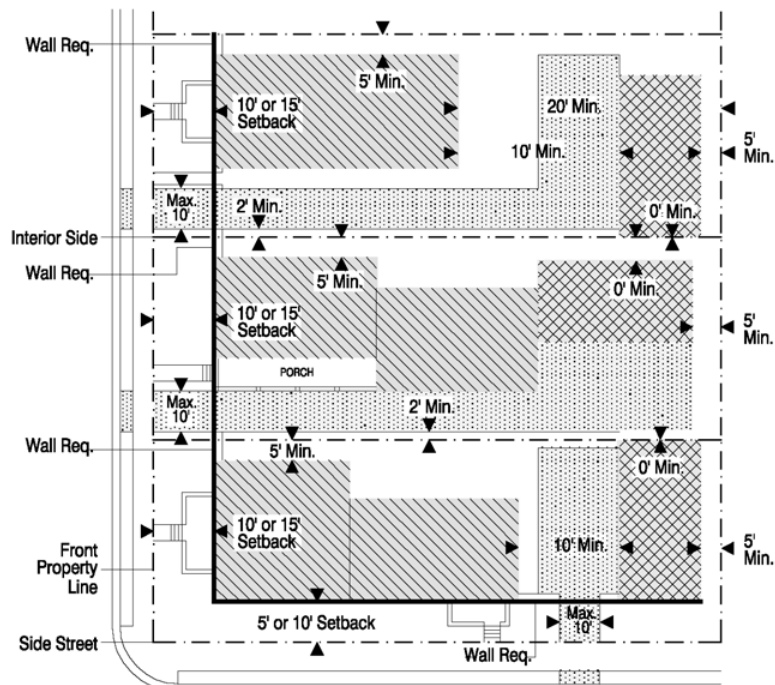 Wall Req.
5' Min.
10' or 15'
Setback
20' Min.
10' Min.
5'
Min.
Max.
10'
2' Min.
0' Min.
Interior Side
Wall Req.
5' Min.
0' Min.
10' or 15'
Setback
5'
Min.
PORCH
Max.
10'
2' Min.
Wall Req.
5' Min.
0' Min.
10' or 15'
Setback
10' Min.
5'
Min.
Front
Property
Line
5' or 10' Setback
Max.
10'
Side Street
Wall Req.